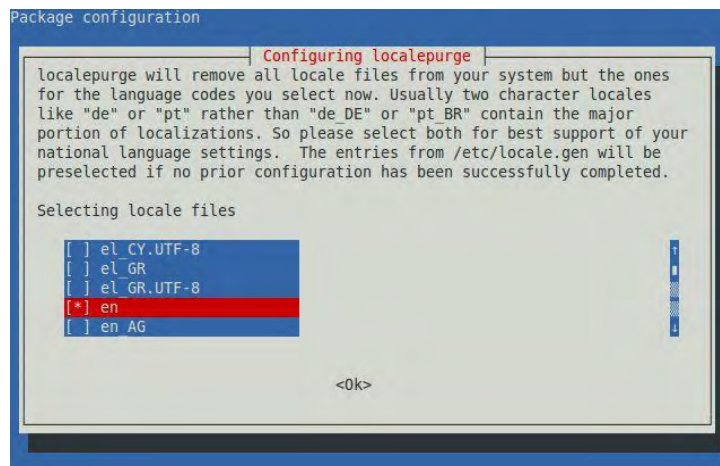 Package configuration
Configuring localepurge
localepurge will remove all locale files from your system but the ones
for the language codes you select now. Usually two character locales
like "de" or "pt" rather than "de_DE" or "pt_BR" contain the major
portion of localizations. So please select both for best support of your
national language settings.  The entries from /etc/locale.gen will be
preselected if no prior configuration has been successfully completed.
Selecting locale files
[ ] el_CY.UTF-8
[ ] el_GR
[ ] el_GR.UTF-8
[*] en
[ ] en_AG
<Ok>